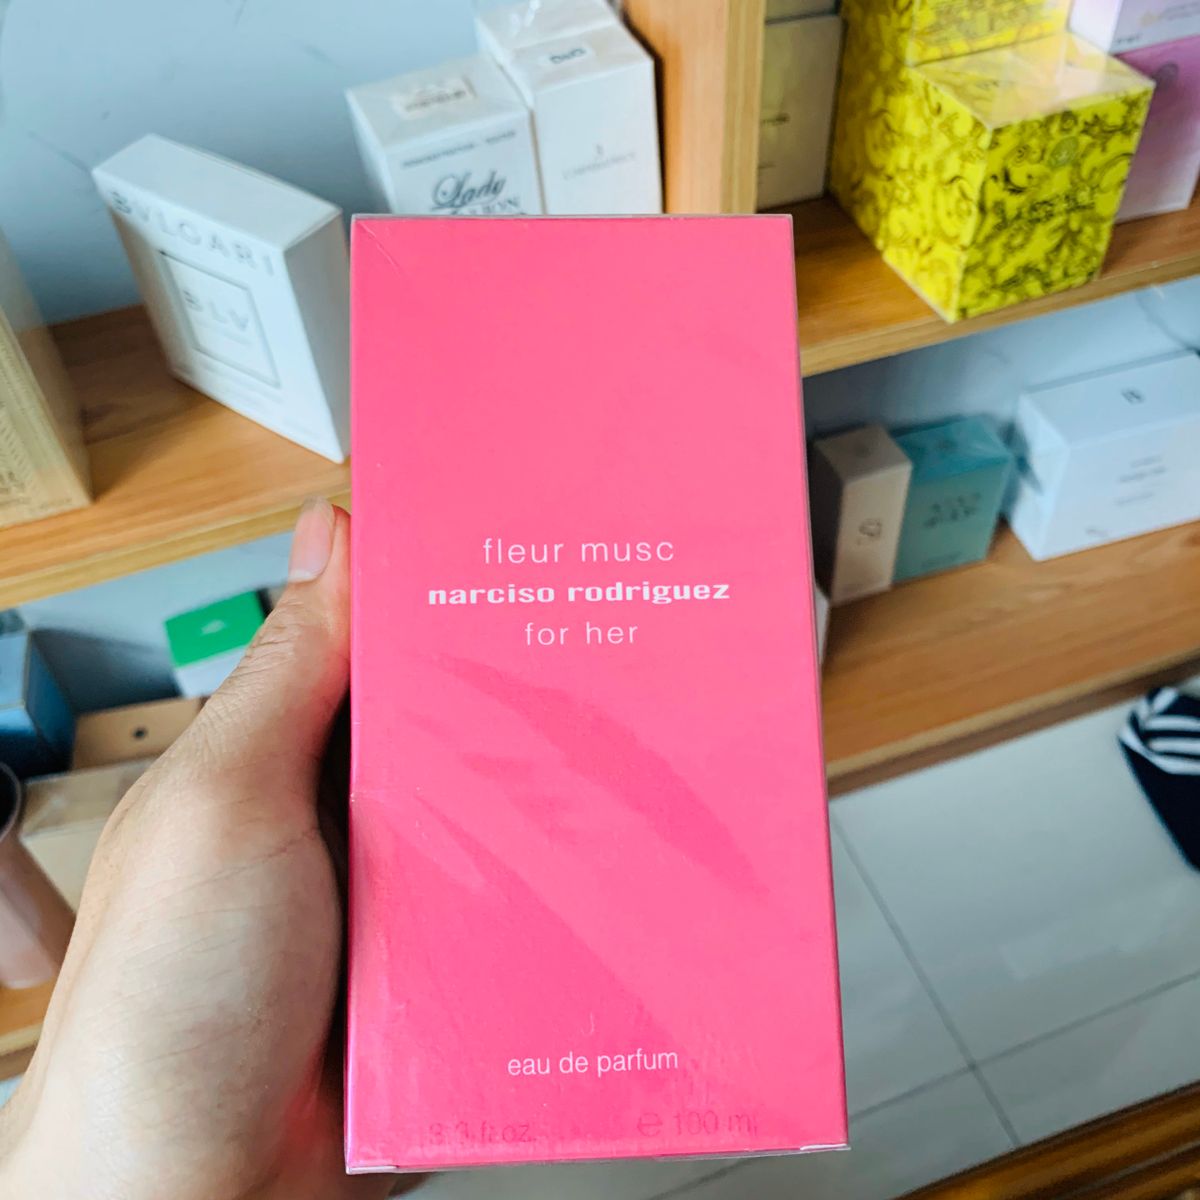 BVLGARI
BLV
Lady
fleur musc
narciso rodriguez
for her
eau de parfum
3.3 fl.oz. e 100 ml